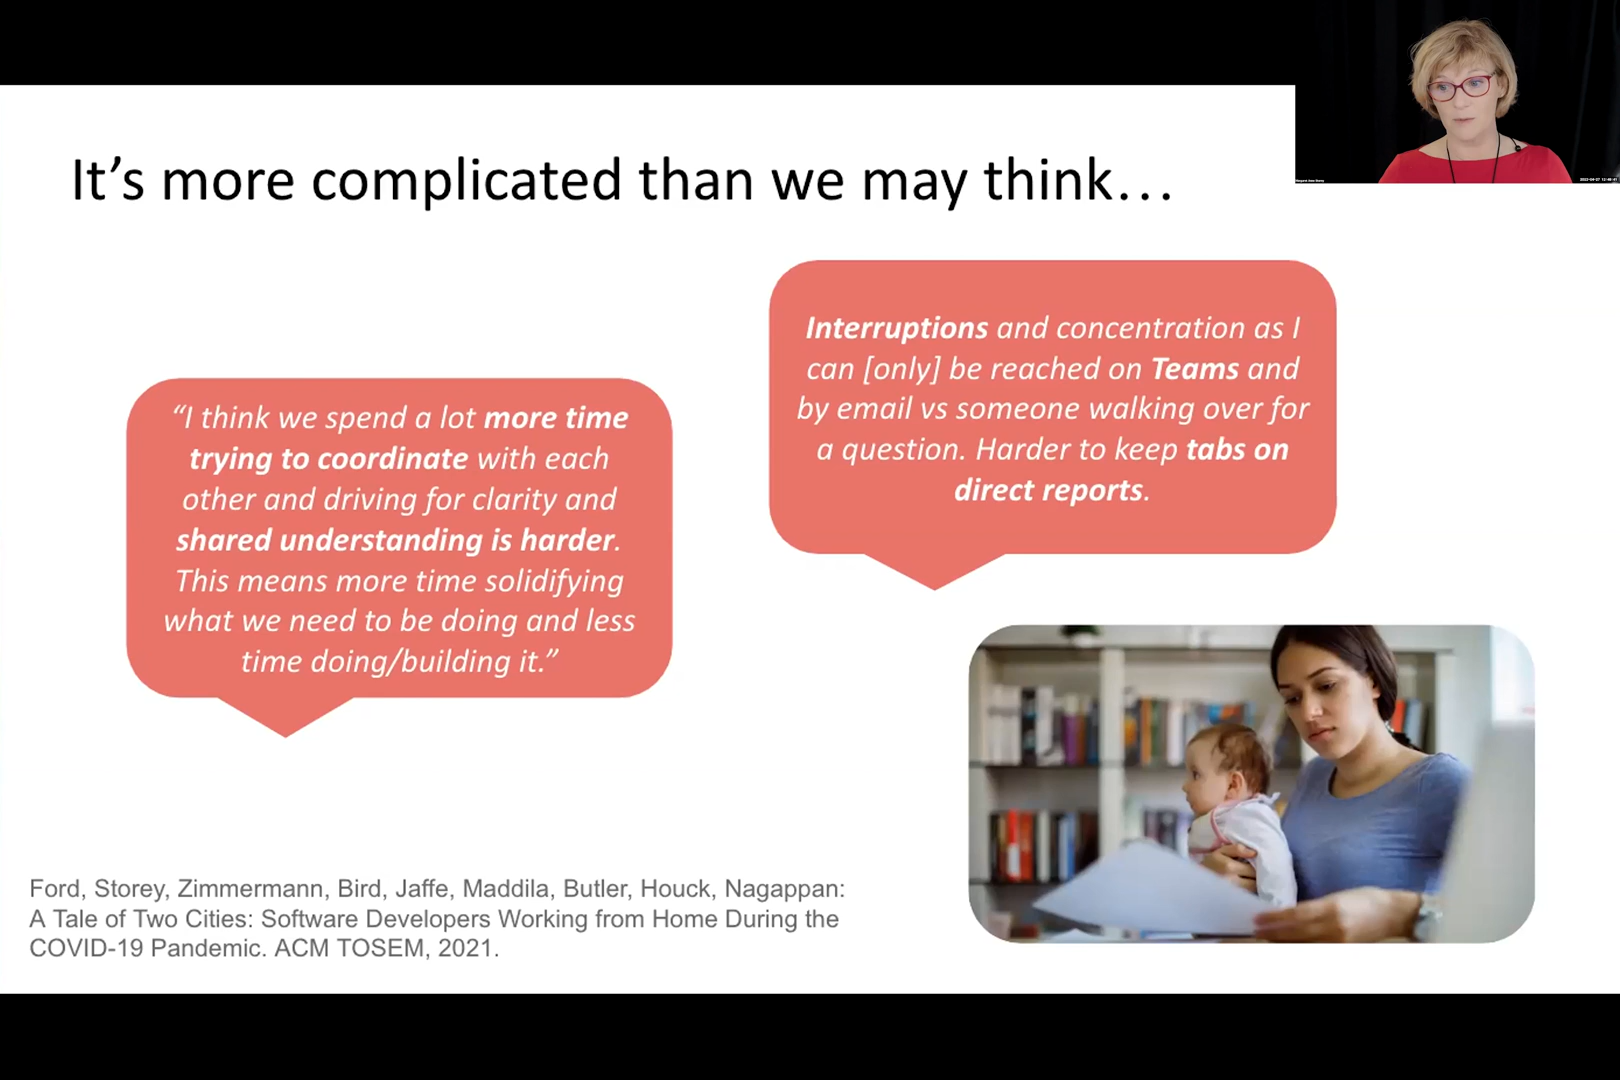 It’s more complicated than we may think…
“I think we spend a lot more time
trying to coordinate with each
other and driving for clarity and
shared understanding is harder.
This means more time solidifying
what we need to be doing and less
time doing/building it.”
Interruptions and concentration as I
can [only] be reached on Teams and
by email vs someone walking over for
a question. Harder to keep tabs on
direct reports.
Ford, Storey, Zimmermann, Bird, Jaffe, Maddila, Butler, Houck, Nagappan:
A Tale of Two Cities: Software Developers Working from Home During the
COVID-19 Pandemic. ACM TOSEM, 2021.